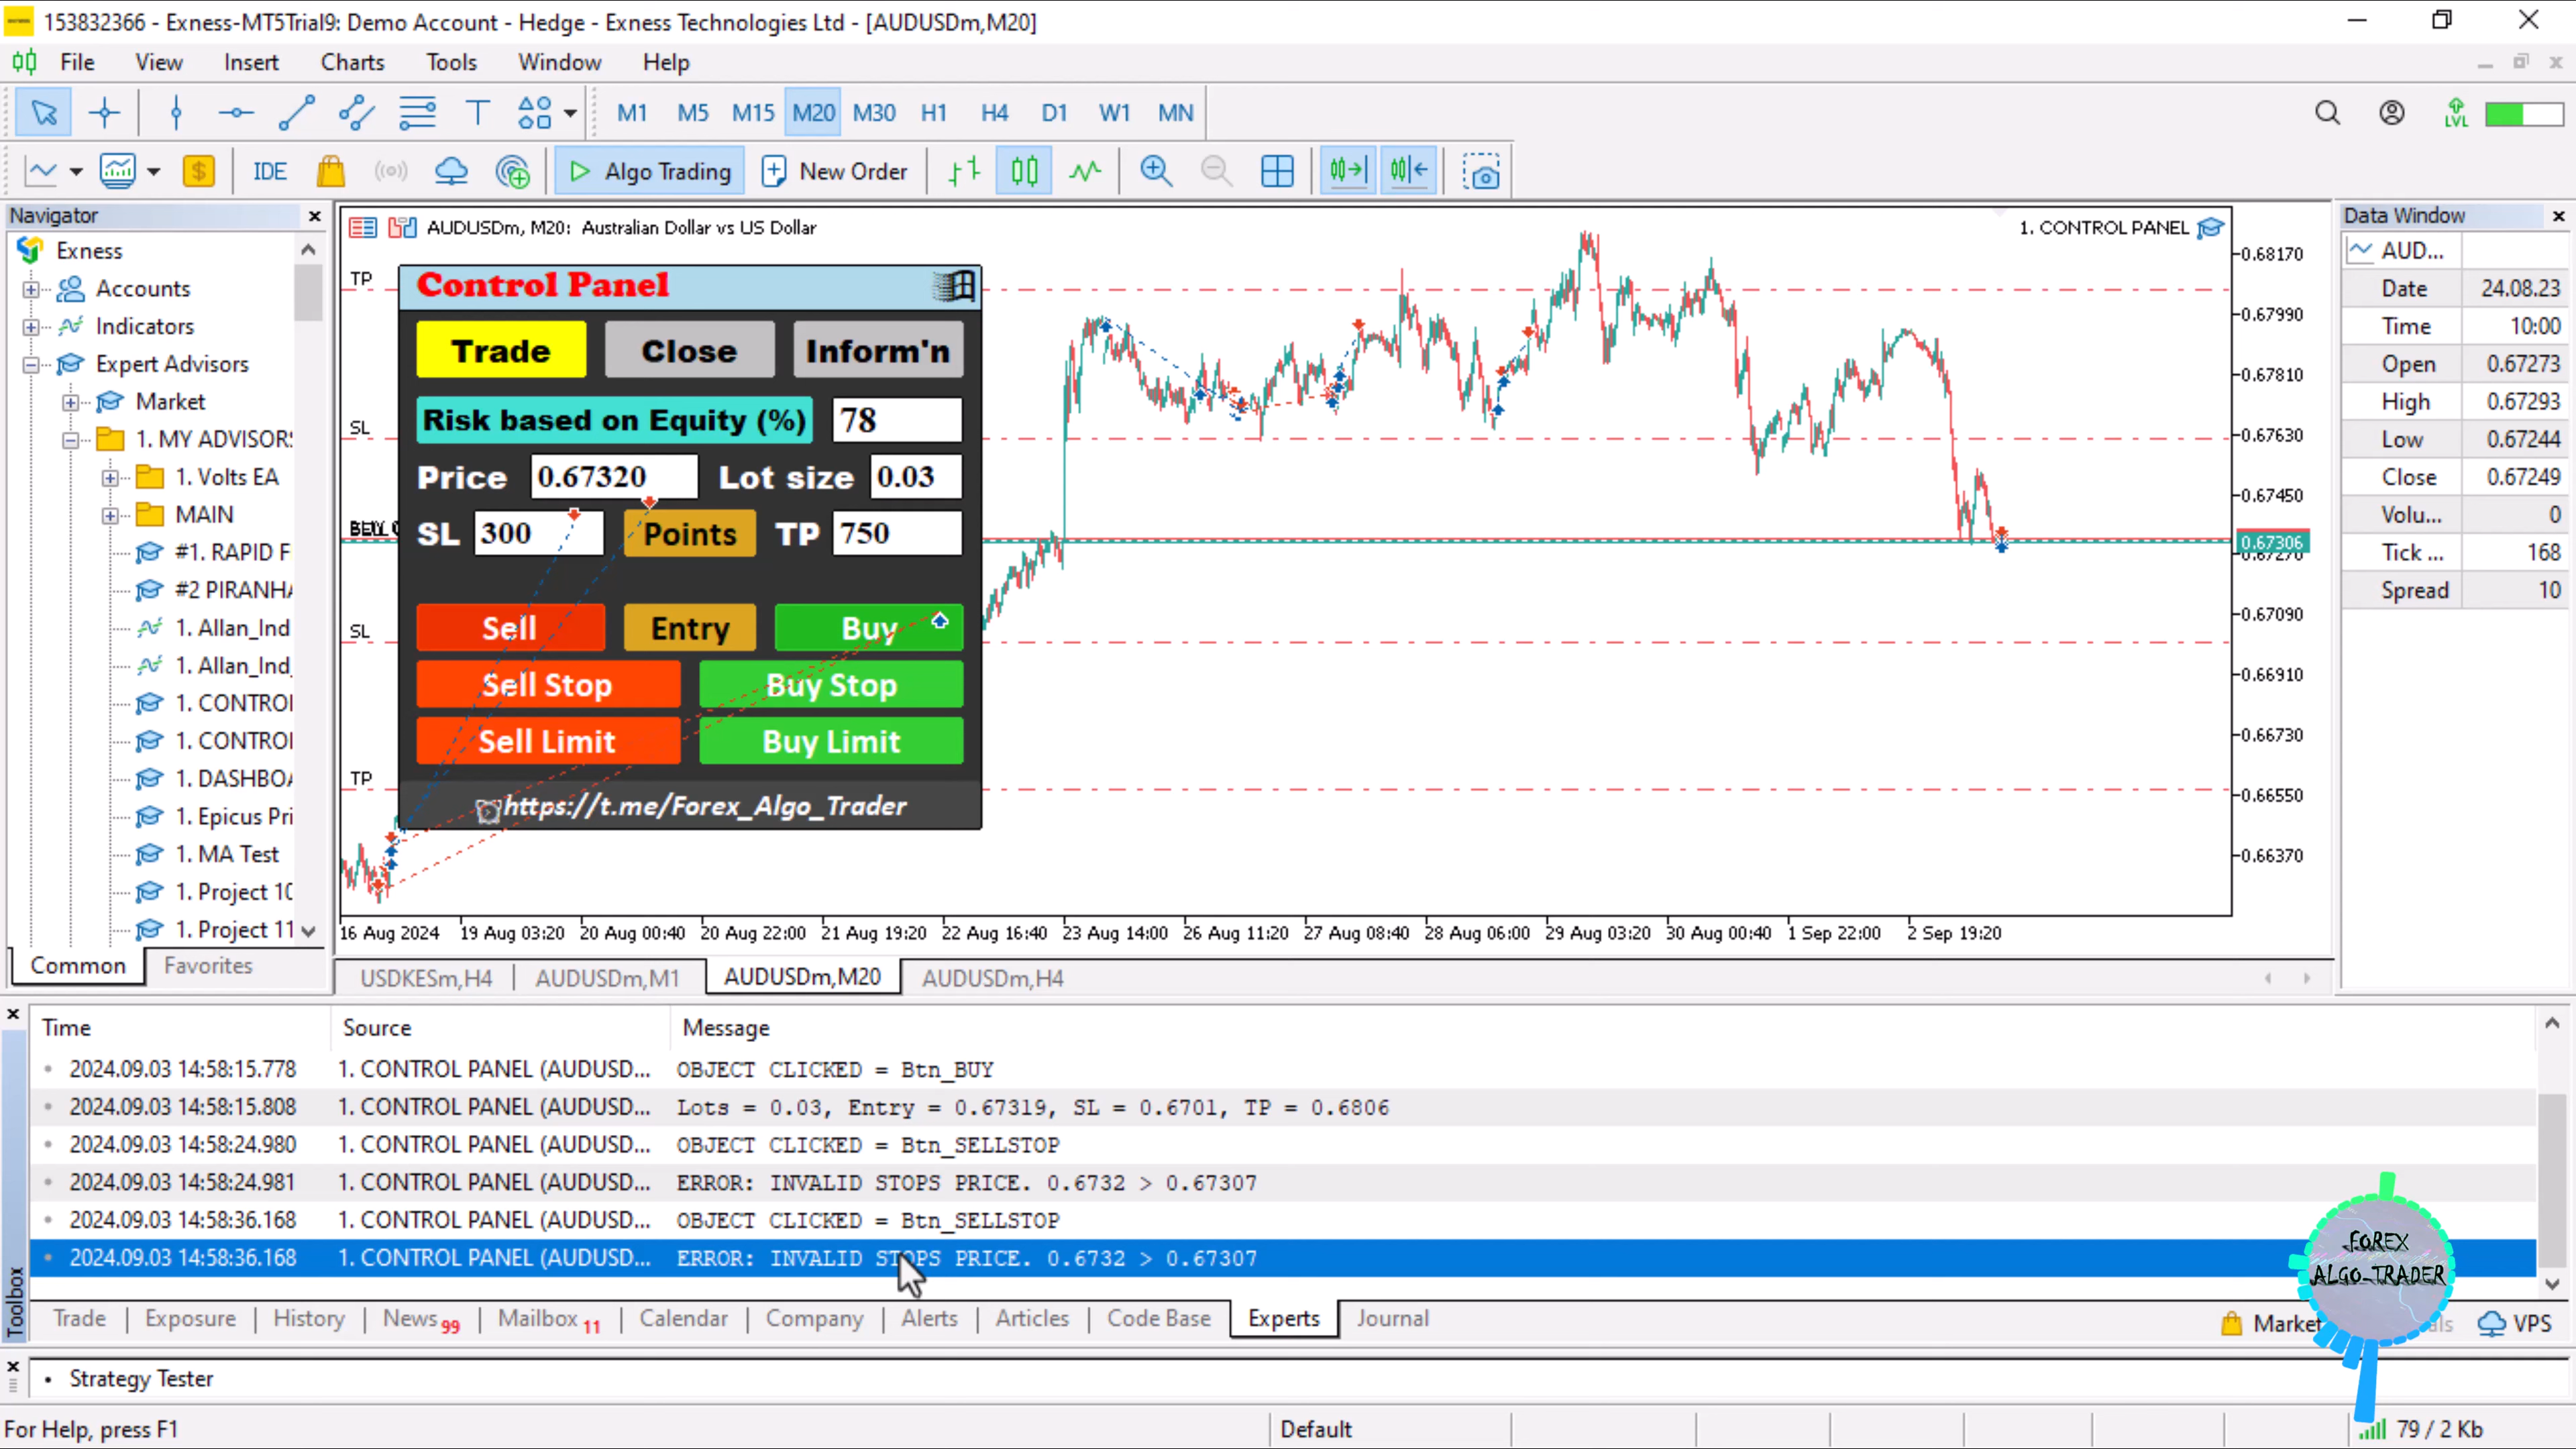 153832366 - Exness-MT5Trial9: Demo Account - Hedge - Exness Technologies Ltd - [AUDUSDm,M20]
File View Insert Charts Tools Window Help
T M1 M5 M15 M20 M30 H1 H4 D1 W1 MN LVL
IDE Algo Trading New Order
Navigator
Exness
Accounts
Indicators
Expert Advisors
Market
1. MY ADVISORS
1. Volts EA
MAIN
#1. RAPID F
#2 PIRANHA
1. Allan_Ind
1. Allan_Ind_
1. CONTROL
1. CONTROL
1. DASHBOA
1. Epicus Pri
1. MA Test
1. Project 10
1. Project 11
Common Favorites
AUDUSDm, M20: Australian Dollar vs US Dollar
1. CONTROL PANEL
TP
SL
SL
TP
Control Panel
Trade Close Inform'n
Risk based on Equity (%) 78
Price 0.67320 Lot size 0.03
SL 300 Points TP 750
Sell Entry Buy
Sell Stop Buy Stop
Sell Limit Buy Limit
https://t.me/Forex_Algo_Trader
0.68170
0.67990
0.67810
0.67630
0.67450
0.67306
0.67270
0.67090
0.66910
0.66730
0.66550
0.66370
16 Aug 2024 19 Aug 03:20 20 Aug 00:40 20 Aug 22:00 21 Aug 19:20 22 Aug 16:40 23 Aug 14:00 26 Aug 11:20 27 Aug 08:40 28 Aug 06:00 29 Aug 03:20 30 Aug 00:40 1 Sep 22:00 2 Sep 19:20
USDKESm,H4 AUDUSDm,M1 AUDUSDm,M20 AUDUSDm,H4
Data Window
AUD...
Date 24.08.23
Time 10:00
Open 0.67273
High 0.67293
Low 0.67244
Close 0.67249
Volu... 0
Tick ... 168
Spread 10
Time Source Message
2024.09.03 14:58:15.778 1. CONTROL PANEL (AUDUSD... OBJECT CLICKED = Btn_BUY
2024.09.03 14:58:15.808 1. CONTROL PANEL (AUDUSD... Lots = 0.03, Entry = 0.67319, SL = 0.6701, TP = 0.6806
2024.09.03 14:58:24.980 1. CONTROL PANEL (AUDUSD... OBJECT CLICKED = Btn_SELLSTOP
2024.09.03 14:58:24.981 1. CONTROL PANEL (AUDUSD... ERROR: INVALID STOPS PRICE. 0.6732 > 0.67307
2024.09.03 14:58:36.168 1. CONTROL PANEL (AUDUSD... OBJECT CLICKED = Btn_SELLSTOP
2024.09.03 14:58:36.168 1. CONTROL PANEL (AUDUSD... ERROR: INVALID STOPS PRICE. 0.6732 > 0.67307
Toolbox
Trade Exposure History News 99 Mailbox 11 Calendar Company Alerts Articles Code Base Experts Journal
Market VPS
FOREX
ALGO-TRADER
Strategy Tester
For Help, press F1 Default 79 / 2 Kb